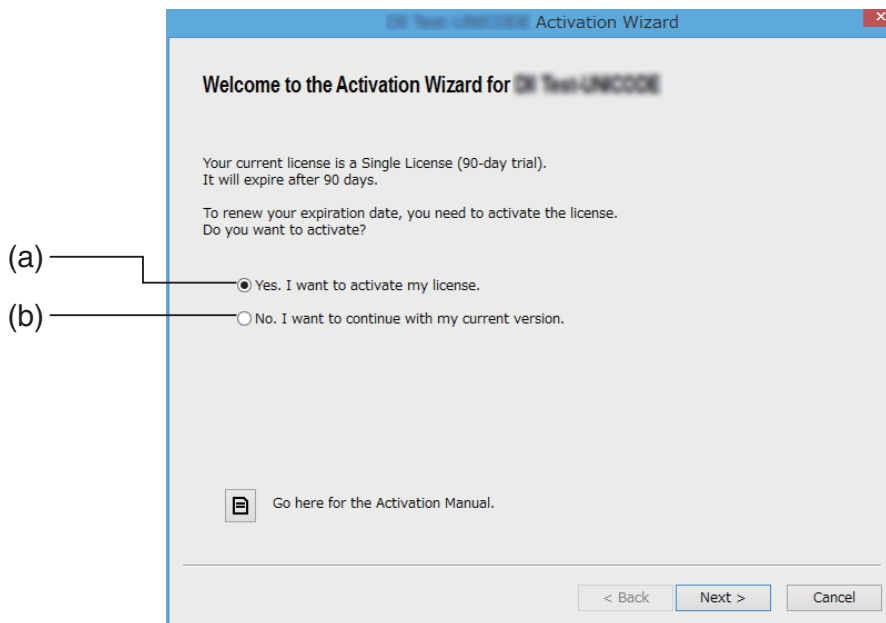 Activation Wizard
Welcome to the Activation Wizard for
Your current license is a Single License (90-day trial).
It will expire after 90 days.
To renew your expiration date, you need to activate the license.
Do you want to activate?
(a)
Yes. I want to activate my license.
(b)
No. I want to continue with my current version.
Go here for the Activation Manual.
< Back
Next >
Cancel